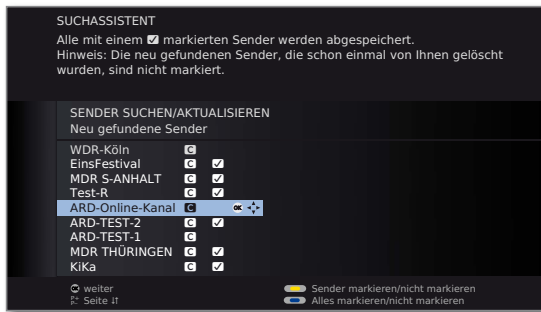 SUCHASSISTENT
Alle mit einem ☑ markierten Sender werden abgespeichert.
Hinweis: Die neu gefundenen Sender, die schon einmal von Ihnen gelöscht
wurden, sind nicht markiert.
SENDER SUCHEN/AKTUALISIEREN
Neu gefundene Sender
WDR-Köln C
EinsFestival C ✓
MDR S-ANHALT C ✓
Test-R C ✓
ARD-Online-Kanal C OK
ARD-TEST-2 C ✓
ARD-TEST-1 C
MDR THÜRINGEN C ✓
KiKa C ✓
OK weiter Sender markieren/nicht markieren
P+ P- Seite ↓↑ Alles markieren/nicht markieren